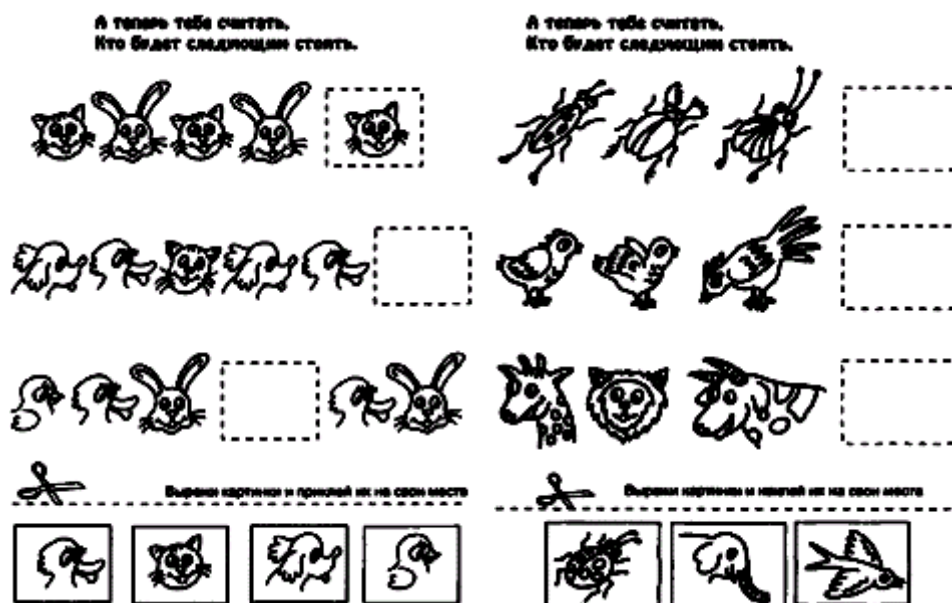 А теперь тебе считать.
Кто будет следующим стоять.
Вырежи картинки и приклей их на свои места
А теперь тебе считать.
Кто будет следующим стоять.
Вырежи картинки и наклей их на свои места